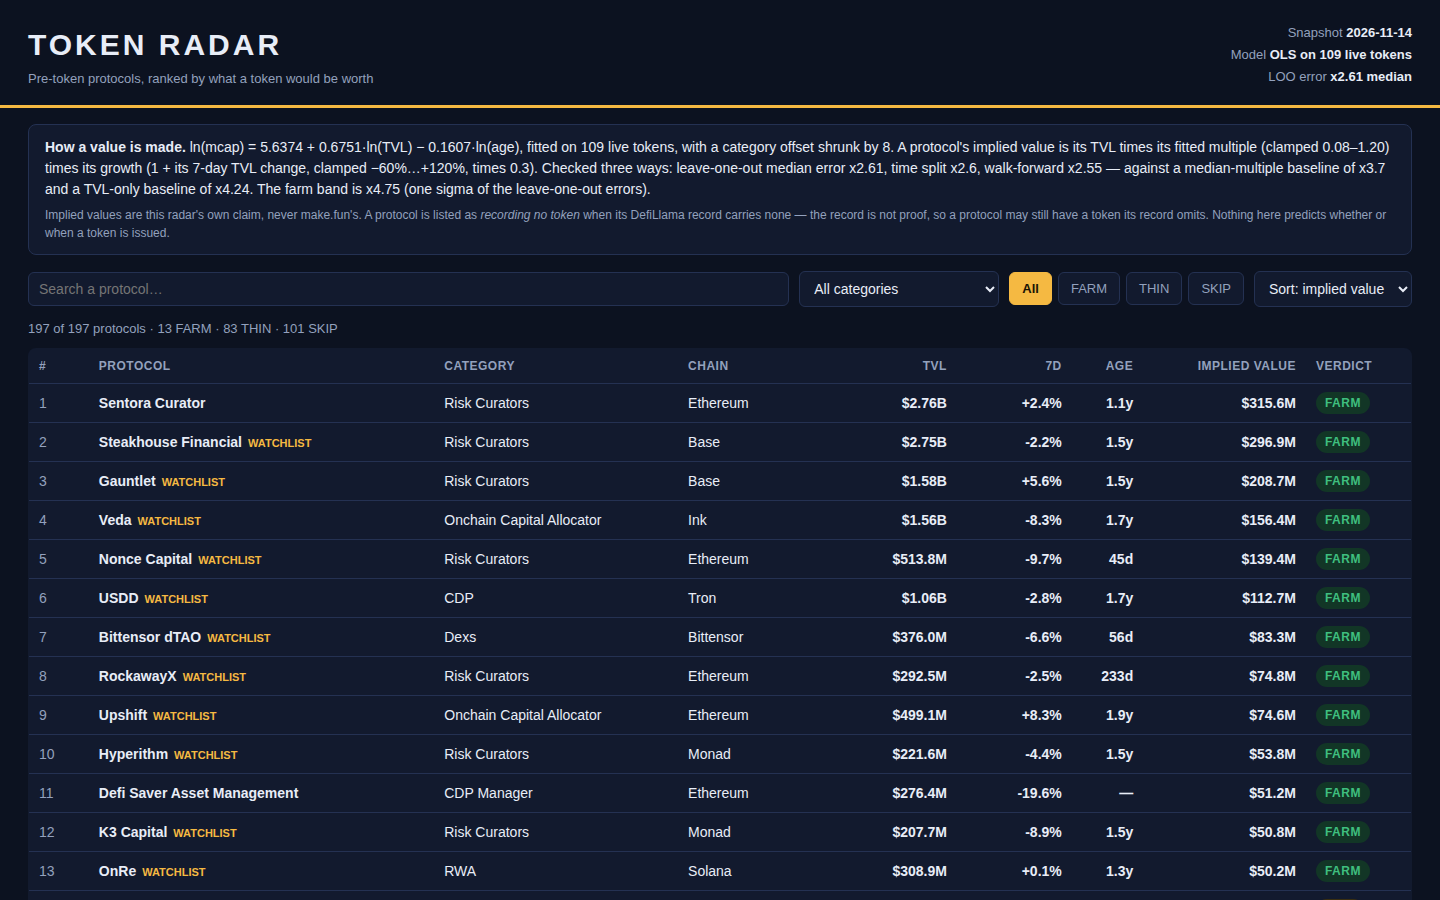 TOKEN RADAR
Pre-token protocols, ranked by what a token would be worth
Snapshot 2026-11-14
Model OLS on 109 live tokens
LOO error x2.61 median
How a value is made. ln(mcap) = 5.6374 + 0.6751·ln(TVL) − 0.1607·ln(age), fitted on 109 tokens, with a category offset shrunk by 8. A protocol's implied value is its TVL times its fitted multiple (clamped 0.08–1.20)
times its growth (1 + its 7-day TVL change, clamped −60%…+120%, times 0.3). Checked three ways: leave-one-out median error x2.61, time split x2.6, walk-forward x2.55 — against a median-multiple baseline of x3.7
and a TVL-only baseline of x4.24. The farm band is x4.75 (one sigma of the leave-one-out errors).
Implied values are this radar's own claim, never make.fun's. A protocol is listed as recording no token when its DefiLlama record carries none — the record is not proof, so a protocol may still have a token its record omits. Nothing here predicts whether or
when a token is issued.
Search a protocol… All categories All FARM THIN SKIP Sort: implied value
197 of 197 protocols · 13 FARM · 83 THIN · 101 SKIP
# PROTOCOL CATEGORY CHAIN TVL 7D AGE IMPLIED VALUE VERDICT
1 Sentora Curator Risk Curators Ethereum $2.76B +2.4% 1.1y $315.6M FARM
2 Steakhouse Financial WATCHLIST Risk Curators Base $2.75B -2.2% 1.5y $296.9M FARM
3 Gauntlet WATCHLIST Risk Curators Base $1.58B +5.6% 1.5y $208.7M FARM
4 Veda WATCHLIST Onchain Capital Allocator Ink $1.56B -8.3% 1.7y $156.4M FARM
5 Nonce Capital WATCHLIST Risk Curators Ethereum $513.8M -9.7% 45d $139.4M FARM
6 USDD WATCHLIST CDP Tron $1.06B -2.8% 1.7y $112.7M FARM
7 Bittensor dTAO WATCHLIST Dexs Bittensor $376.0M -6.6% 56d $83.3M FARM
8 RockawayX WATCHLIST Risk Curators Ethereum $292.5M -2.5% 233d $74.8M FARM
9 Upshift WATCHLIST Onchain Capital Allocator Ethereum $499.1M +8.3% 1.9y $74.6M FARM
10 Hyperithm WATCHLIST Risk Curators Monad $221.6M -4.4% 1.5y $53.8M FARM
11 Defi Saver Asset Management CDP Manager Ethereum $276.4M -19.6% — $51.2M FARM
12 K3 Capital WATCHLIST Risk Curators Monad $207.7M -8.9% 1.5y $50.8M FARM
13 OnRe WATCHLIST RWA Solana $308.9M +0.1% 1.3y $50.2M FARM